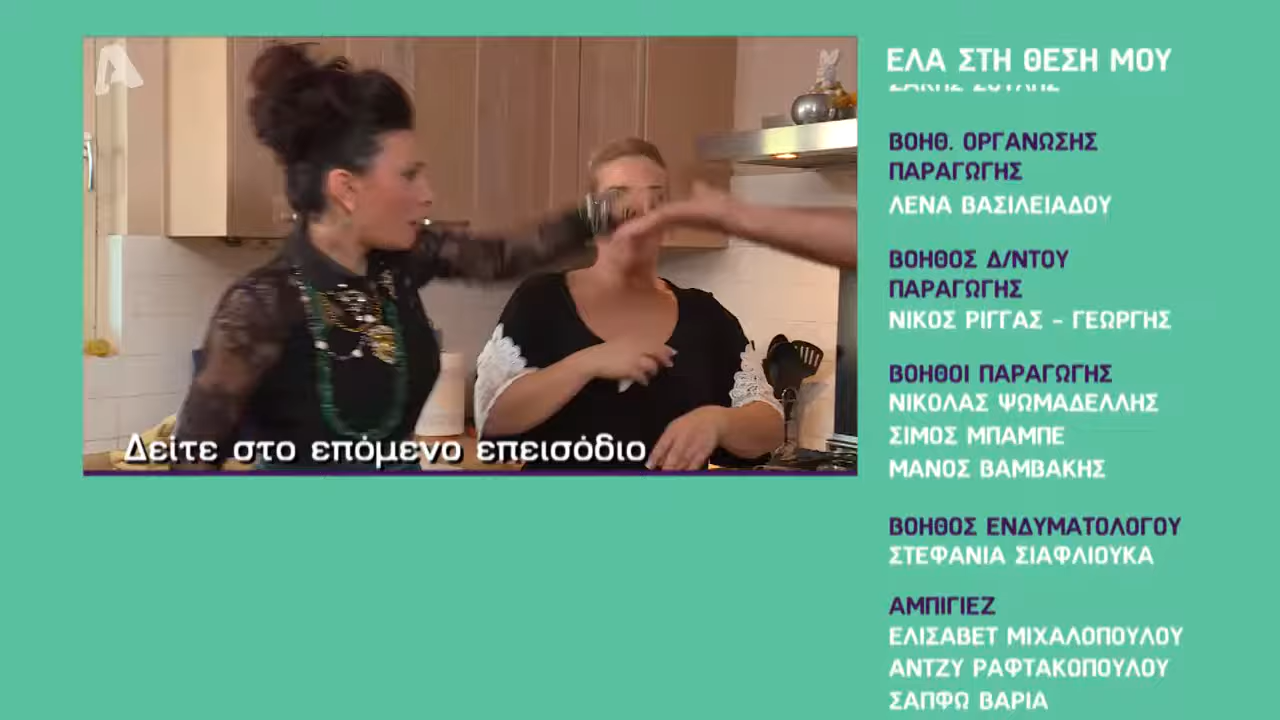 Δείτε στο επόμενο επεισόδιο
ΕΛΑ ΣΤΗ ΘΕΣΗ ΜΟΥ
ΒΟΗΘ. ΟΡΓΑΝΩΣΗΣ
ΠΑΡΑΓΩΓΗΣ
ΛΕΝΑ ΒΑΣΙΛΕΙΑΔΟΥ
ΒΟΗΘΟΣ Δ/ΝΤΟΥ
ΠΑΡΑΓΩΓΗΣ
ΝΙΚΟΣ ΡΙΓΓΑΣ - ΓΕΩΡΓΗΣ
ΒΟΗΘΟΙ ΠΑΡΑΓΩΓΗΣ
ΝΙΚΟΛΑΣ ΨΩΜΑΔΕΛΛΗΣ
ΣΙΜΟΣ ΜΠΑΜΠΕ
ΜΑΝΟΣ ΒΑΜΒΑΚΗΣ
ΒΟΗΘΟΣ ΕΝΔΥΜΑΤΟΛΟΓΟΥ
ΣΤΕΦΑΝΙΑ ΣΙΑΦΛΙΟΥΚΑ
ΑΜΠΙΓΙΕΖ
ΕΛΙΣΑΒΕΤ ΜΙΧΑΛΟΠΟΥΛΟΥ
ΑΝΤΖΥ ΡΑΦΤΑΚΟΠΟΥΛΟΥ
ΣΑΠΦΩ ΒΑΡΙΑ